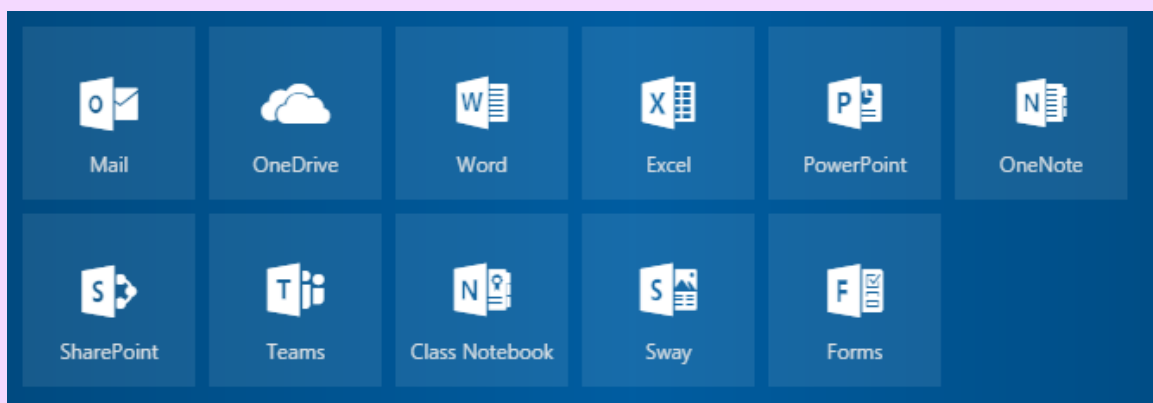 O W X P N
Mail OneDrive Word Excel PowerPoint OneNote
S T N S F
SharePoint Teams Class Notebook Sway Forms